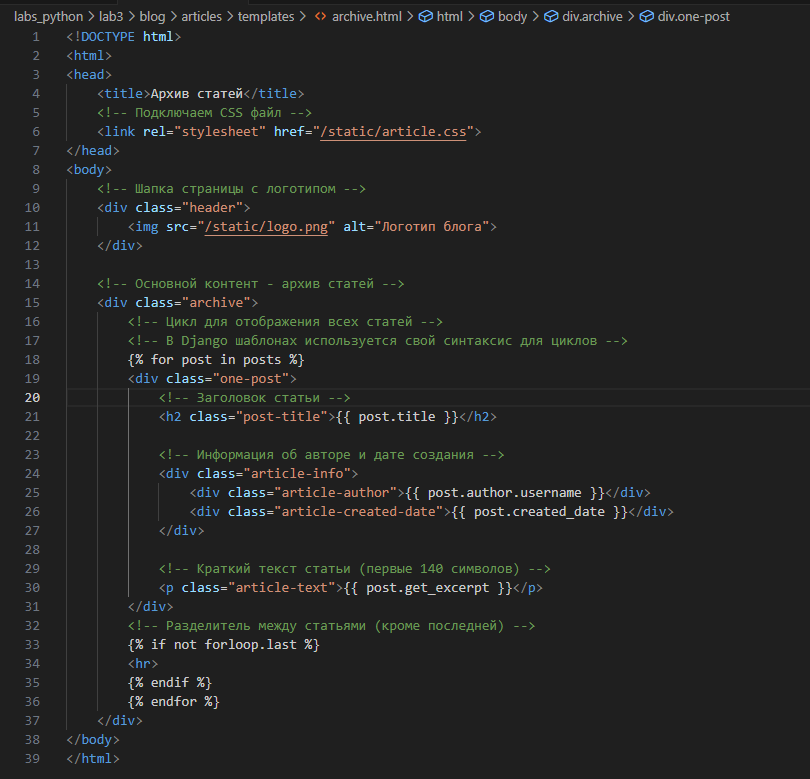 labs_python > lab3 > blog > articles > templates > <> archive.html > html > body > div.archive > div.one-post
1 <!DOCTYPE html>
2 <html>
3 <head>
4     <title>Архив статей</title>
5     <!-- Подключаем CSS файл -->
6     <link rel="stylesheet" href="/static/article.css">
7 </head>
8 <body>
9     <!-- Шапка страницы с логотипом -->
10     <div class="header">
11         <img src="/static/logo.png" alt="Логотип блога">
12     </div>
13
14     <!-- Основной контент - архив статей -->
15     <div class="archive">
16         <!-- Цикл для отображения всех статей -->
17         <!-- В Django шаблонах используется свой синтаксис для циклов -->
18         {% for post in posts %}
19         <div class="one-post">
20             <!-- Заголовок статьи -->
21             <h2 class="post-title">{{ post.title }}</h2>
22
23             <!-- Информация об авторе и дате создания -->
24             <div class="article-info">
25                 <div class="article-author">{{ post.author.username }}</div>
26                 <div class="article-created-date">{{ post.created_date }}</div>
27             </div>
28
29             <!-- Краткий текст статьи (первые 140 символов) -->
30             <p class="article-text">{{ post.get_excerpt }}</p>
31         </div>
32         <!-- Разделитель между статьями (кроме последней) -->
33         {% if not forloop.last %}
34         <hr>
35         {% endif %}
36         {% endfor %}
37     </div>
38 </body>
39 </html>